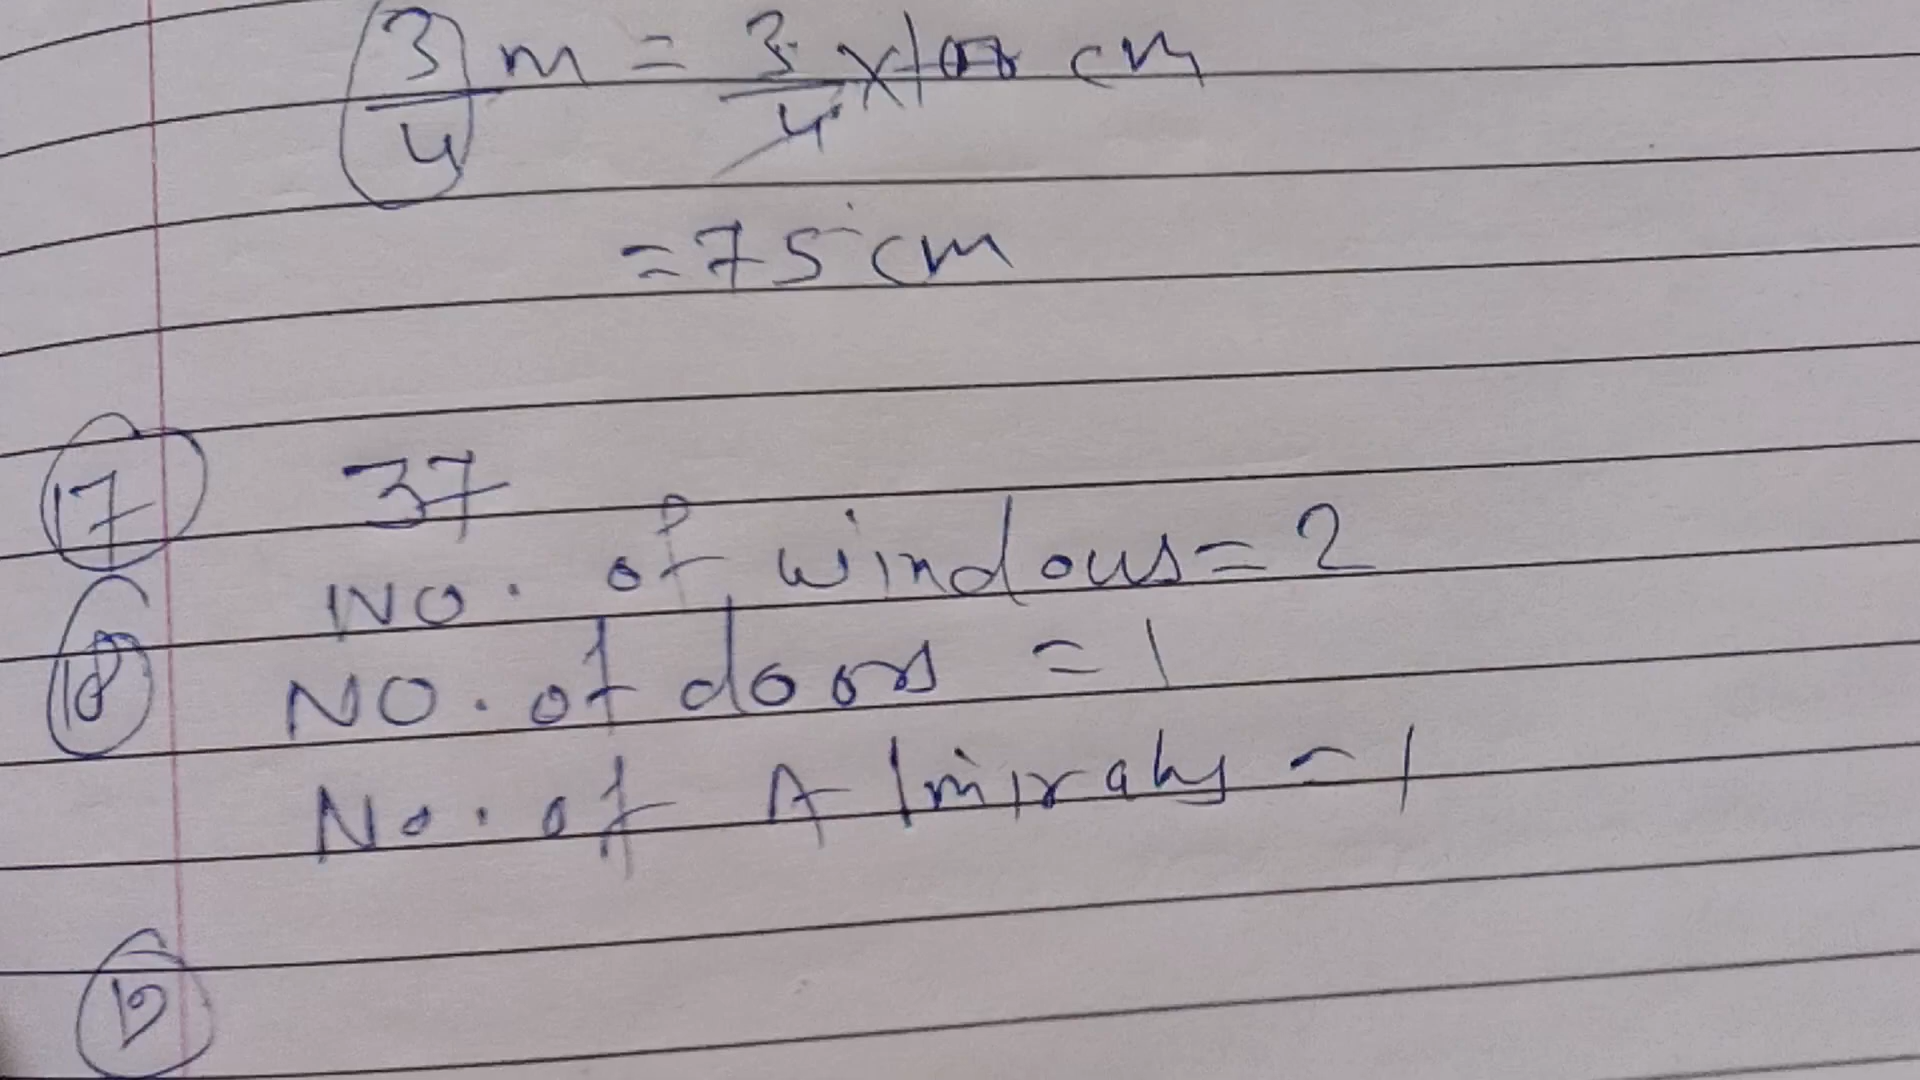 3/4 m = 3/4 x100 cm
= 75 cm
17 37
18 NO. of windows = 2
NO. of doors = 1
No. of Almirahs = 1
19